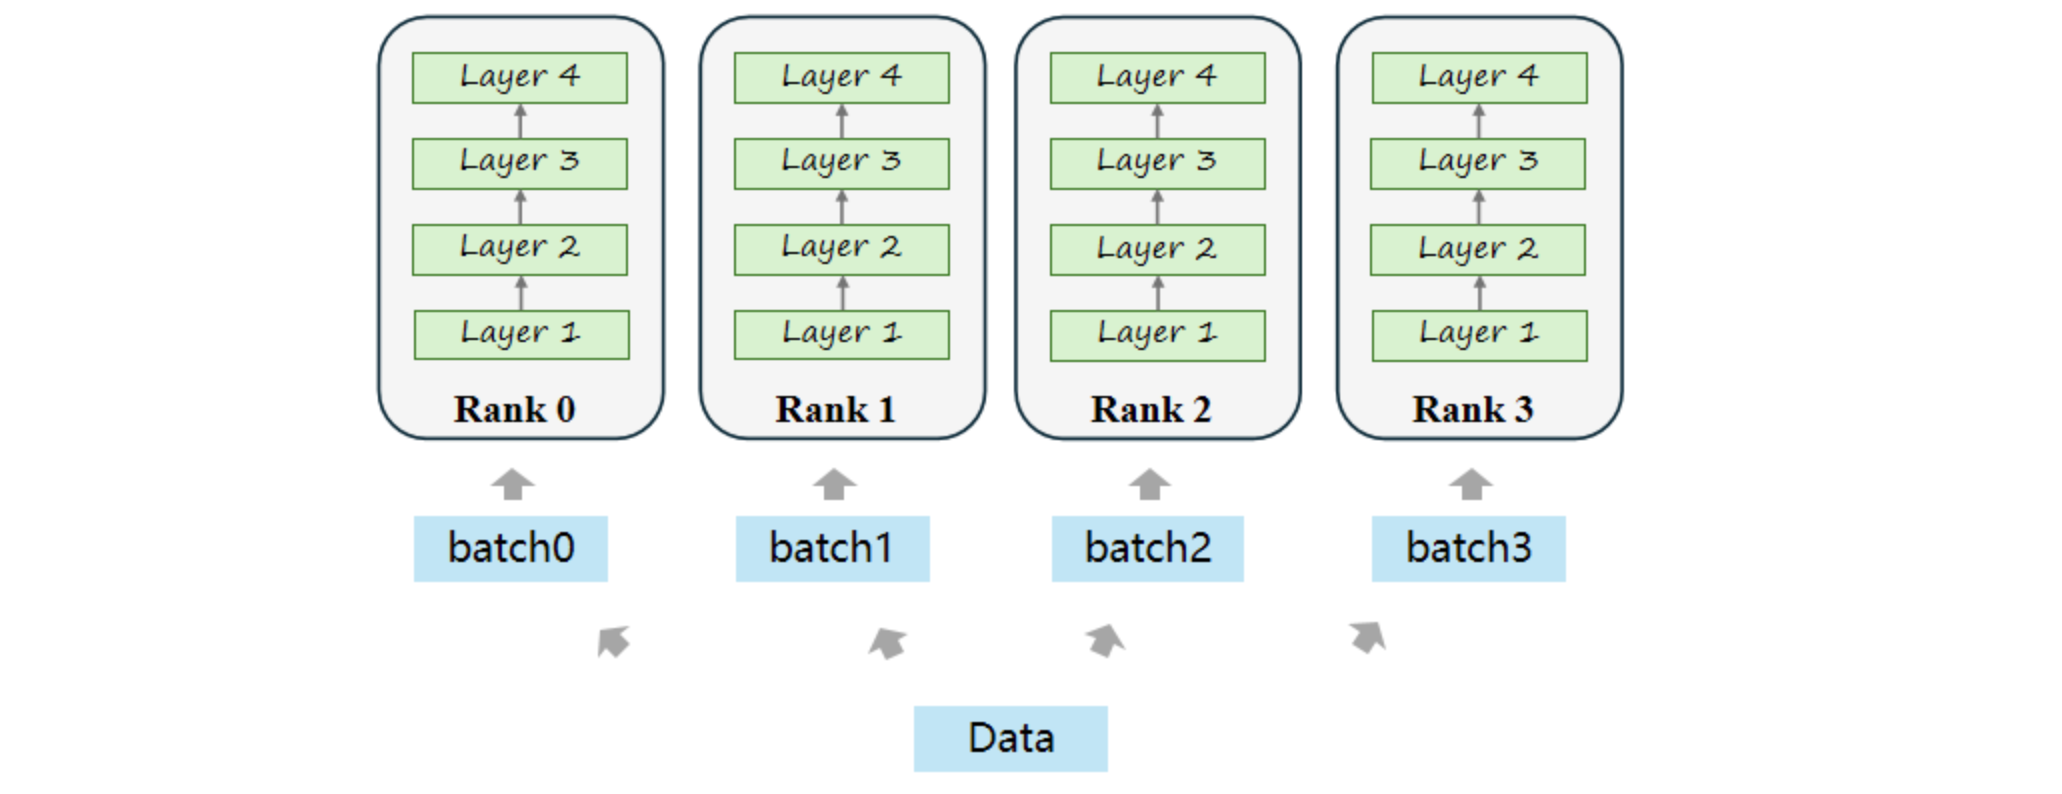 Layer 4 Layer 4 Layer 4 Layer 4
Layer 3 Layer 3 Layer 3 Layer 3
Layer 2 Layer 2 Layer 2 Layer 2
Layer 1 Layer 1 Layer 1 Layer 1
Rank 0 Rank 1 Rank 2 Rank 3
batch0 batch1 batch2 batch3
Data